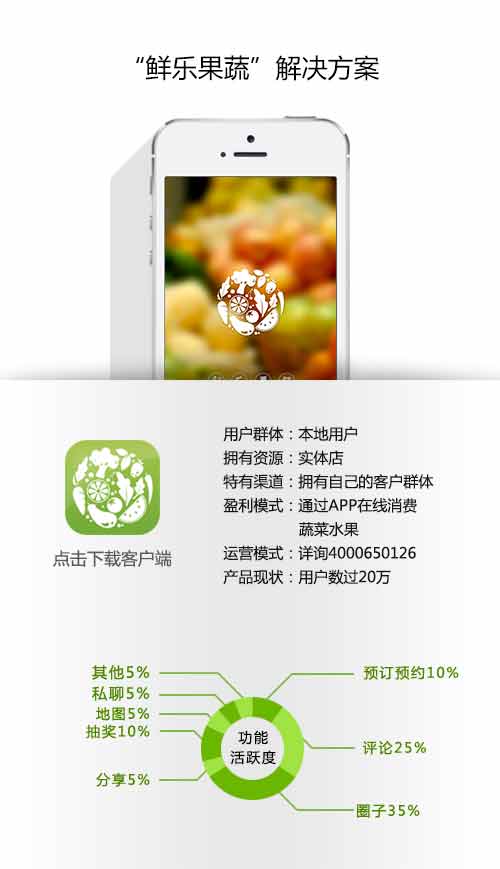 “鲜乐果蔬”解决方案
用户群体：本地用户
拥有资源：实体店
特有渠道：拥有自己的客户群体
盈利模式：通过APP在线消费
蔬菜水果
运营模式：详询4000650126
产品现状：用户数过20万
点击下载客户端
其他5%
私聊5%
地图5%
抽奖10%
分享5%
功能
活跃度
预订预约10%
评论25%
圈子35%